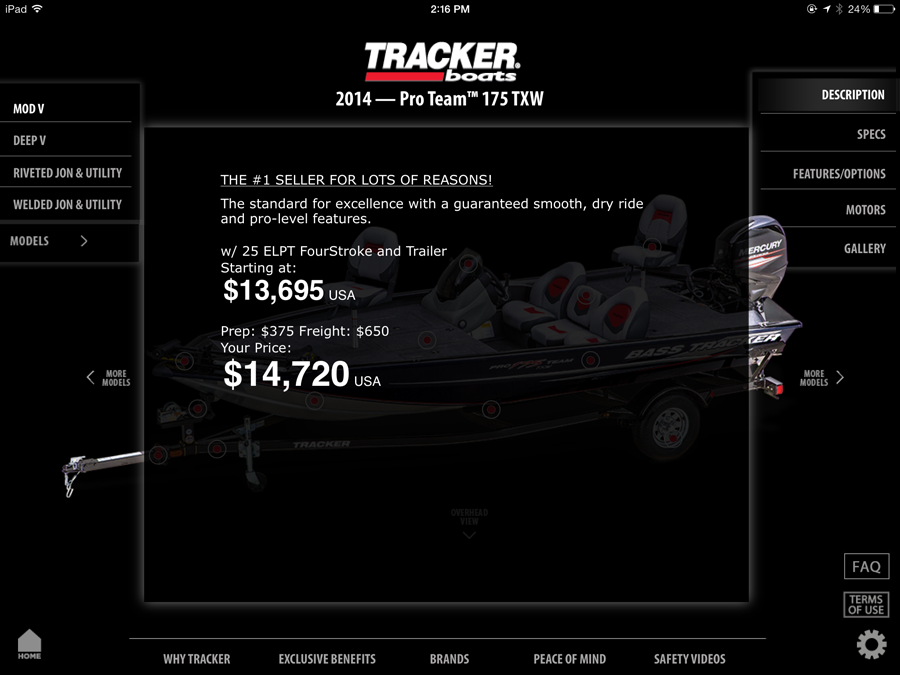 iPad
2:16 PM
24%
TRACKER®
boats
2014 — Pro Team™ 175 TXW
MOD V
DEEP V
RIVETED JON & UTILITY
WELDED JON & UTILITY
MODELS
DESCRIPTION
SPECS
FEATURES/OPTIONS
MOTORS
GALLERY
THE #1 SELLER FOR LOTS OF REASONS!
The standard for excellence with a guaranteed smooth, dry ride
and pro-level features.
w/ 25 ELPT FourStroke and Trailer
Starting at:
$13,695 USA
Prep: $375 Freight: $650
Your Price:
$14,720 USA
MERCURY
BASS TRACKER
PRO TEAM
TRACKER
MORE
MODELS
MORE
MODELS
OVERHEAD
VIEW
FAQ
TERMS
OF USE
HOME
WHY TRACKER
EXCLUSIVE BENEFITS
BRANDS
PEACE OF MIND
SAFETY VIDEOS